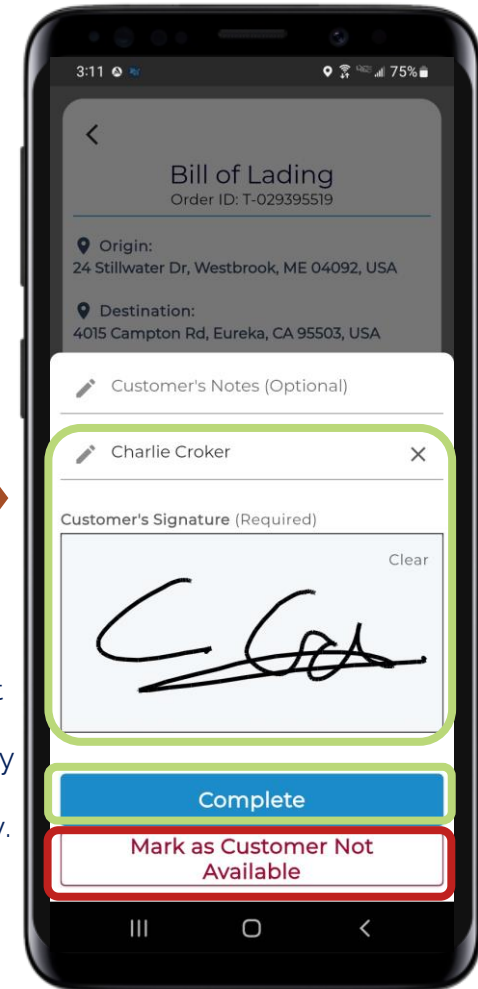 3:11
75%
Bill of Lading
Order ID: T-029395519
Origin:
24 Stillwater Dr, Westbrook, ME 04092, USA
Destination:
4015 Campton Rd, Eureka, CA 95503, USA
Customer's Notes (Optional)
Charlie Croker
Customer's Signature (Required)
Clear
Complete
Mark as Customer Not
Available